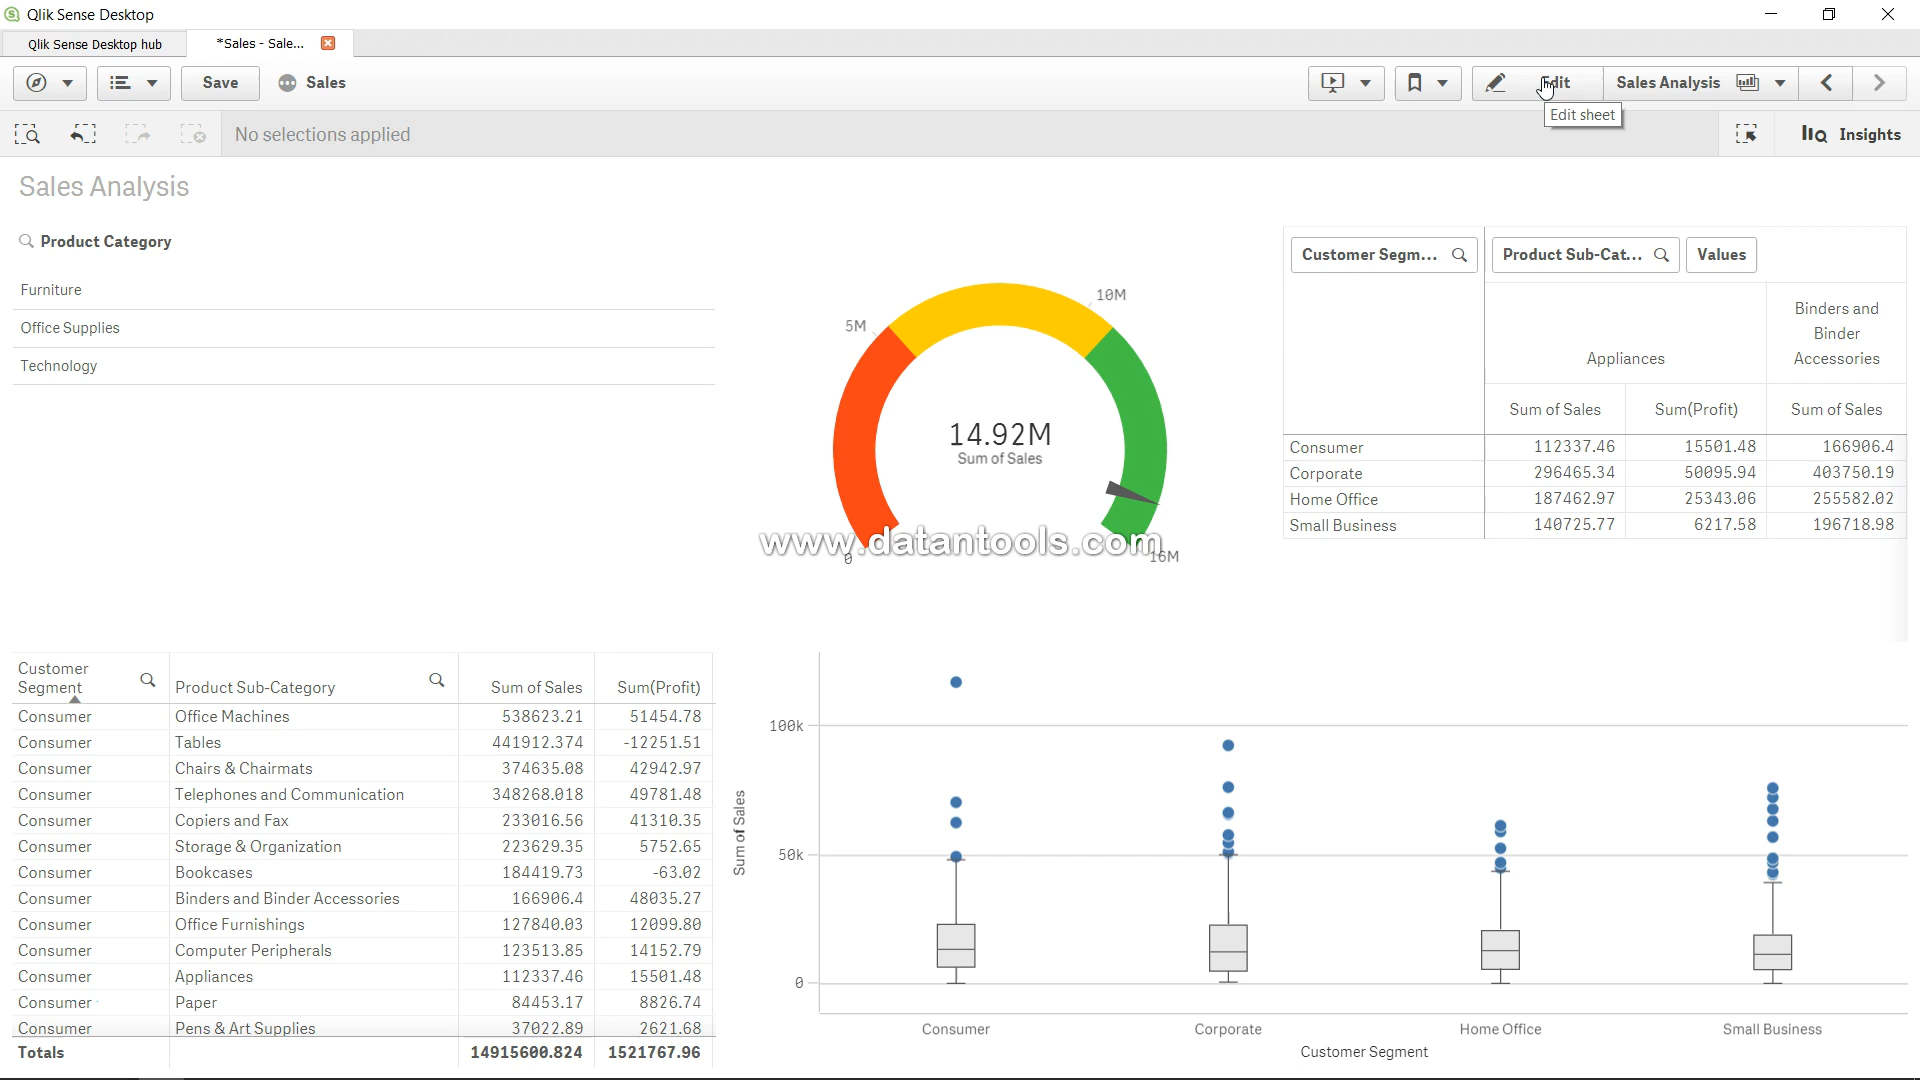 Qlik Sense Desktop
Qlik Sense Desktop hub
*Sales - Sale...
Save
Sales
Edit
Sales Analysis
Edit sheet
No selections applied
Insights
Sales Analysis
Product Category
Furniture
Office Supplies
Technology
0
5M
10M
16M
14.92M
Sum of Sales
www.datantools.com
Customer Segm...
Product Sub-Cat...
Values
Appliances
Binders and
Binder
Accessories
Sum of Sales Sum(Profit) Sum of Sales
Consumer 112337.46 15501.48 166906.4
Corporate 296465.34 50095.94 403750.19
Home Office 187462.97 25343.06 255582.02
Small Business 140725.77 6217.58 196718.98
Customer
Segment
Product Sub-Category Sum of Sales Sum(Profit)
Consumer Office Machines 538623.21 51454.78
Consumer Tables 441912.374 -12251.51
Consumer Chairs & Chairmats 374635.08 42942.97
Consumer Telephones and Communication 348268.018 49781.48
Consumer Copiers and Fax 233016.56 41310.35
Consumer Storage & Organization 223629.35 5752.65
Consumer Bookcases 184419.73 -63.02
Consumer Binders and Binder Accessories 166906.4 48035.27
Consumer Office Furnishings 127840.03 12099.80
Consumer Computer Peripherals 123513.85 14152.79
Consumer Appliances 112337.46 15501.48
Consumer Paper 84453.17 8826.74
Consumer Pens & Art Supplies 37022.89 2621.68
Totals 14915600.824 1521767.96
Sum of Sales
100k
50k
0
Consumer
Corporate
Home Office
Small Business
Customer Segment